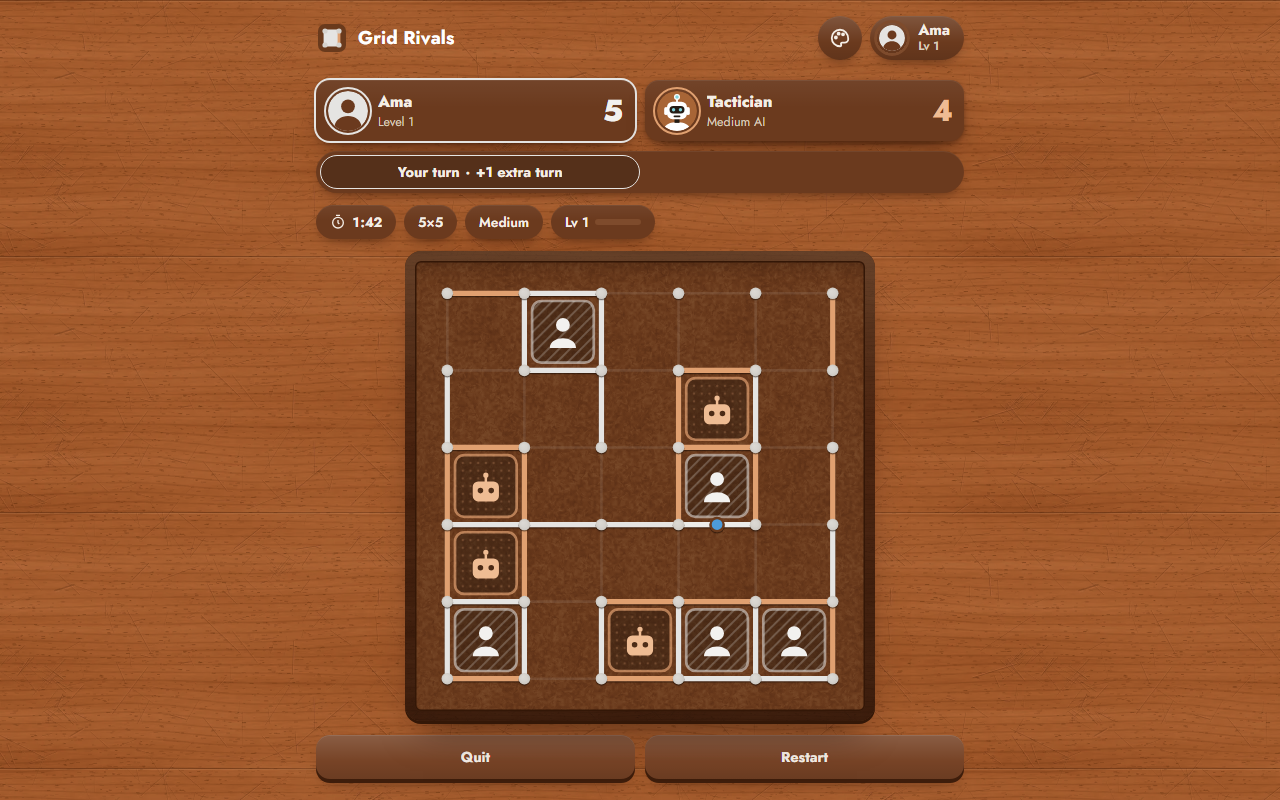 Grid Rivals
Ama
Lv 1
Ama
Level 1
5
Tactician
Medium AI
4
Your turn · +1 extra turn
1:42
5×5
Medium
Lv 1
Quit
Restart